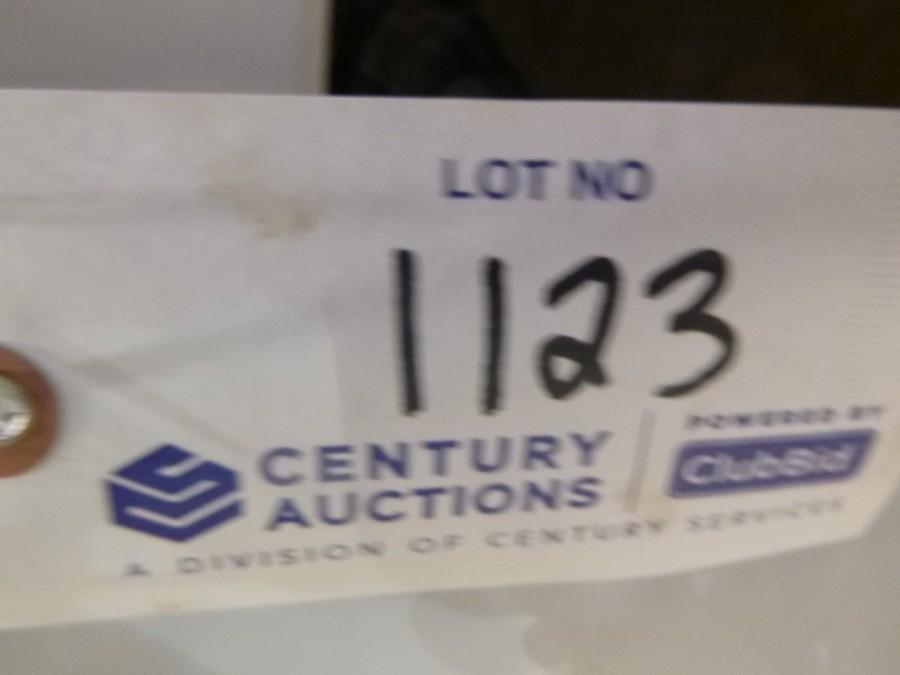 LOT NO
1123
CENTURY
AUCTIONS
POWERED BY
ClubBid
A DIVISION OF CENTURY SERVICES